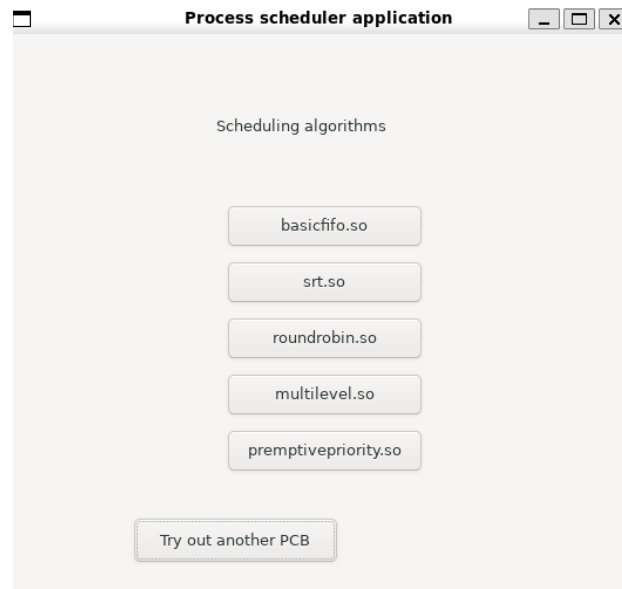 Process scheduler application
Scheduling algorithms
basicfifo.so
srt.so
roundrobin.so
multilevel.so
premptivepriority.so
Try out another PCB